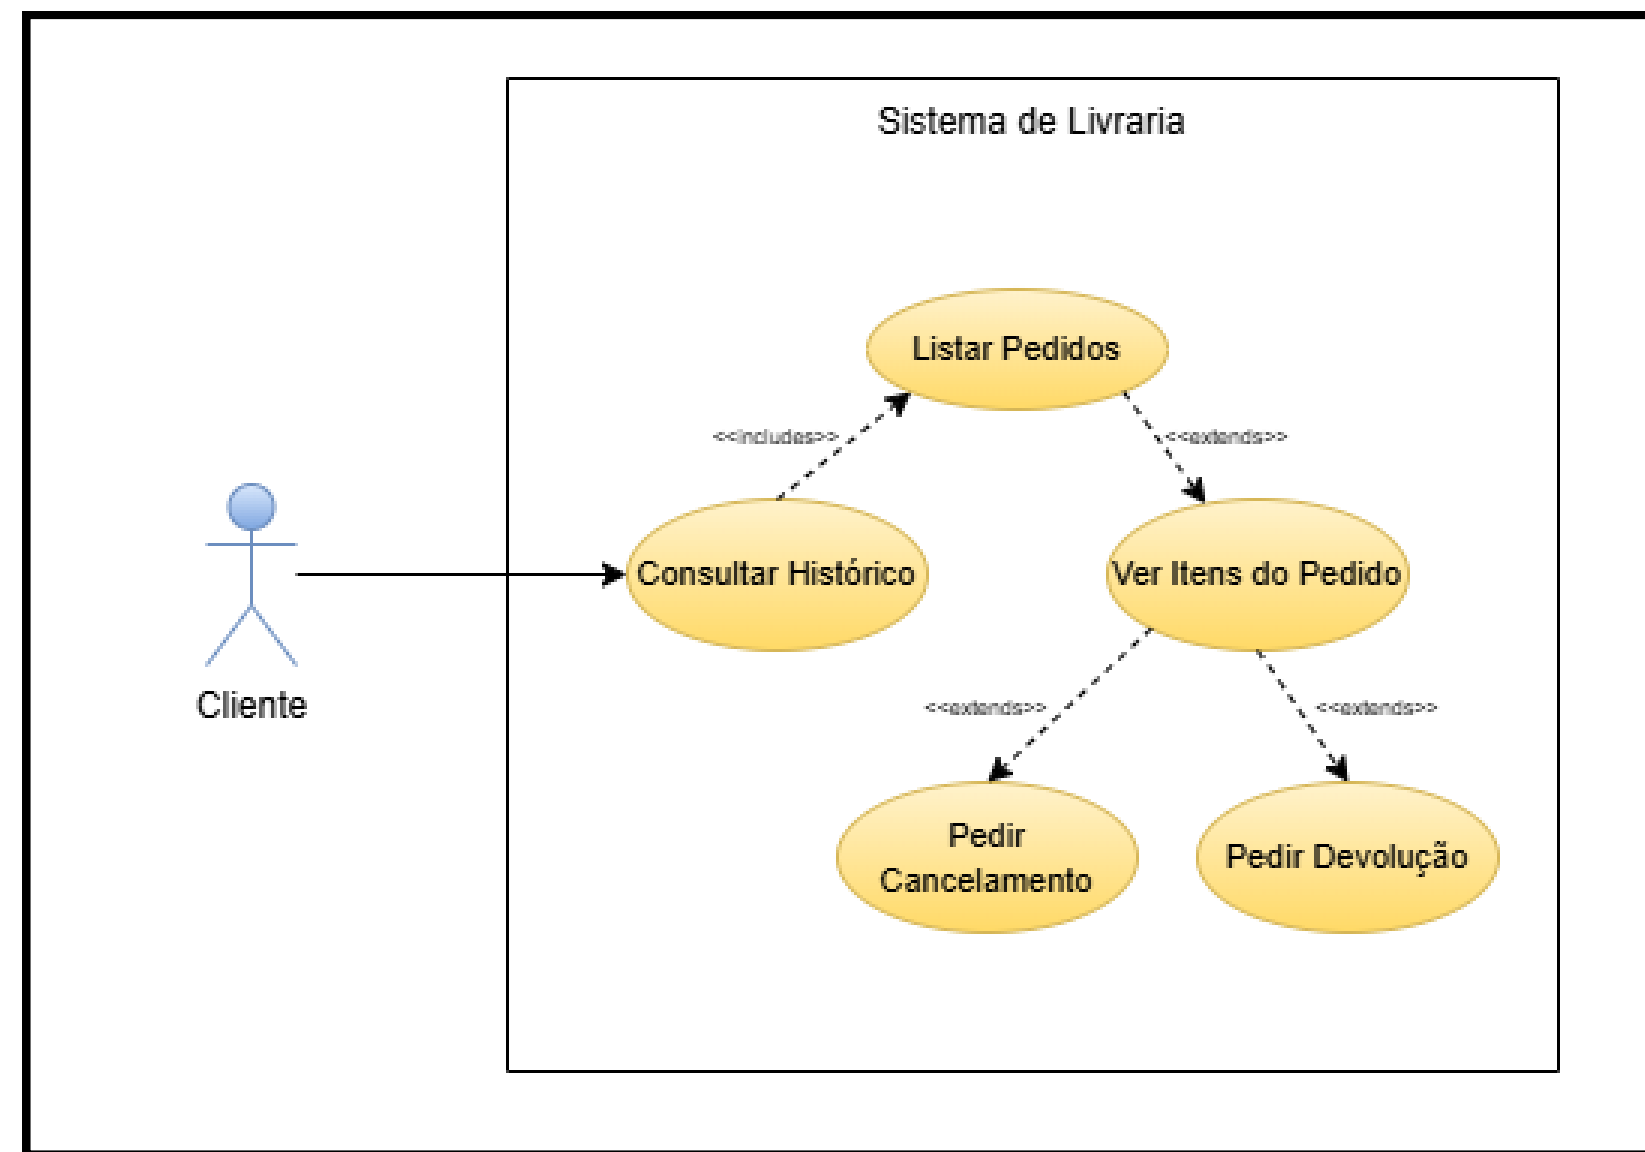 Sistema de Livraria
Listar Pedidos
<<includes>>
<<extends>>
Consultar Histórico
Ver Itens do Pedido
Cliente
<<extends>>
<<extends>>
Pedir
Cancelamento
Pedir Devolução